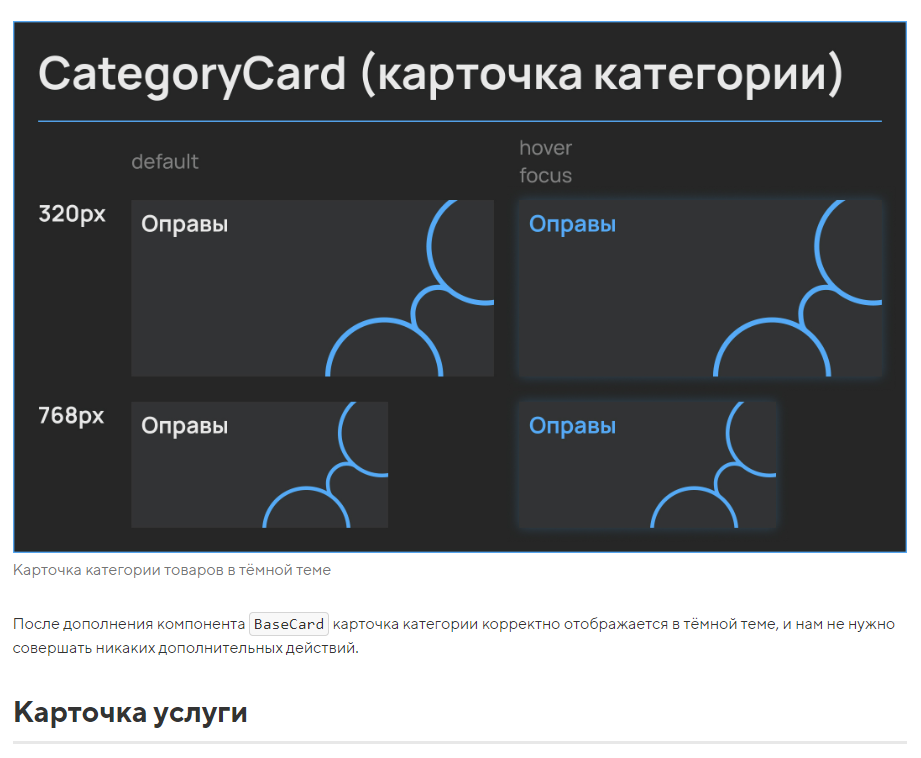 CategoryCard (карточка категории)
default
hover
focus
320px
Оправы
Оправы
768px
Оправы
Оправы
Карточка категории товаров в тёмной теме
После дополнения компонента BaseCard карточка категории корректно отображается в тёмной теме, и нам не нужно
совершать никаких дополнительных действий.
Карточка услуги